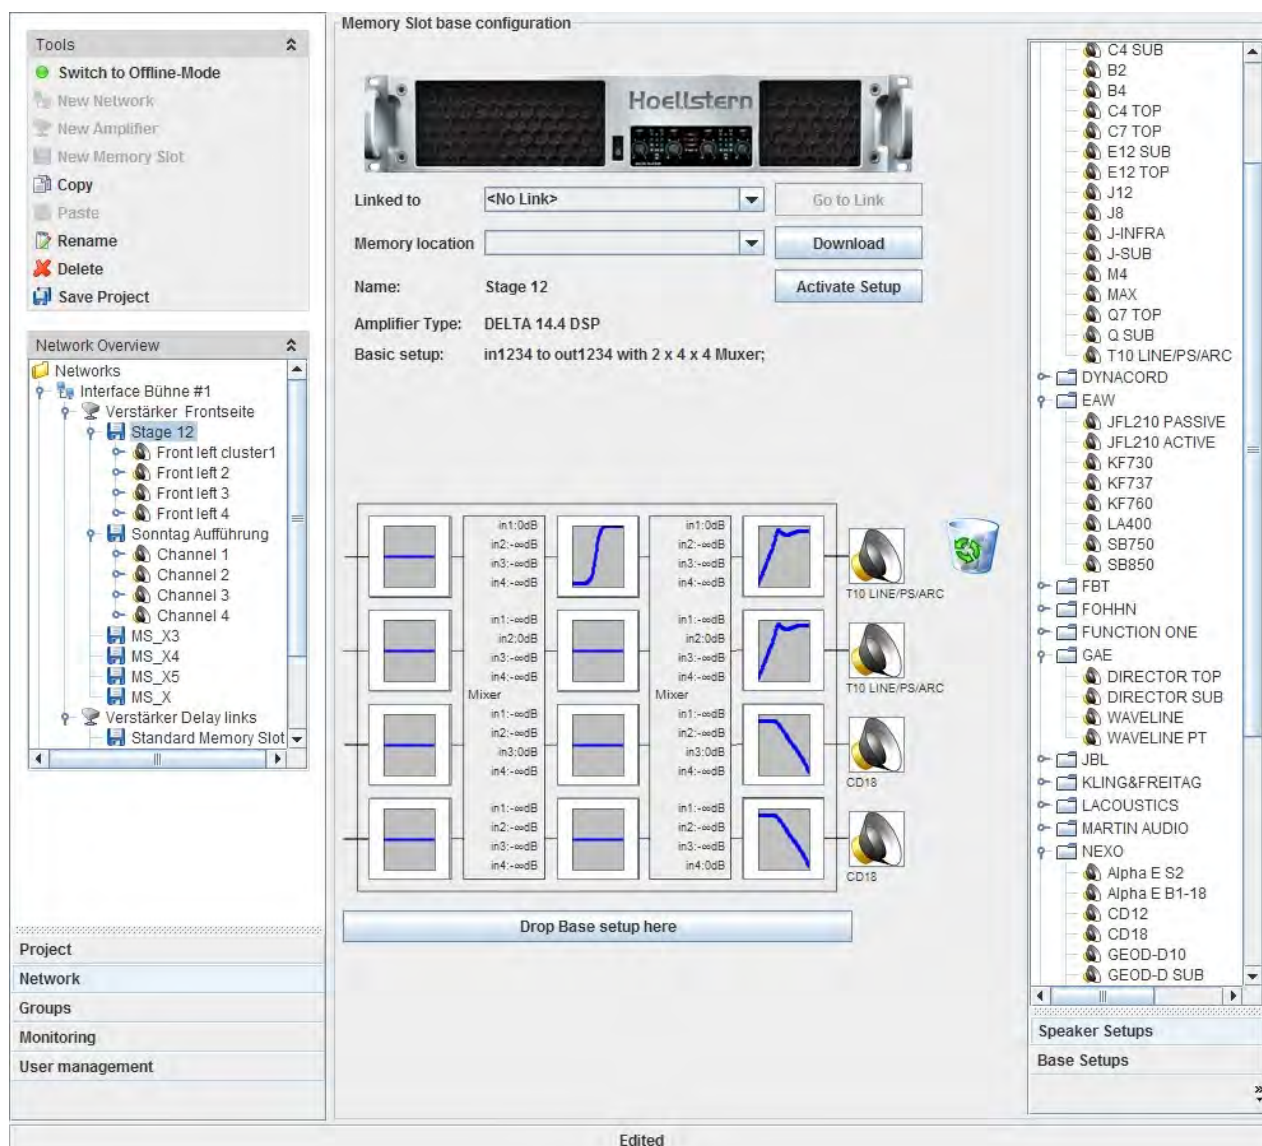 Memory Slot base configuration
Tools
Switch to Offline-Mode
New Network
New Amplifier
New Memory Slot
Copy
Paste
Rename
Delete
Save Project
Network Overview
Networks
Interface Bühne #1
Verstärker Frontseite
Stage 12
Front left cluster1
Front left 2
Front left 3
Front left 4
Sonntag Aufführung
Channel 1
Channel 2
Channel 3
Channel 4
MS_X3
MS_X4
MS_X5
MS_X
Verstärker Delay links
Standard Memory Slot
Project
Network
Groups
Monitoring
User management
Hoellstern
Linked to
<No Link>
Go to Link
Memory location
Download
Name:
Stage 12
Activate Setup
Amplifier Type:
DELTA 14.4 DSP
Basic setup:
in1234 to out1234 with 2 x 4 x 4 Muxer;
in1:0dB
in2:-∞dB
in3:-∞dB
in4:-∞dB
in1:-∞dB
in2:0dB
in3:-∞dB
in4:-∞dB
Mixer
in1:-∞dB
in2:-∞dB
in3:0dB
in4:-∞dB
in1:-∞dB
in2:-∞dB
in3:-∞dB
in4:-∞dB
in1:0dB
in2:-∞dB
in3:-∞dB
in4:-∞dB
in1:-∞dB
in2:0dB
in3:-∞dB
in4:-∞dB
Mixer
in1:-∞dB
in2:-∞dB
in3:0dB
in4:-∞dB
in1:-∞dB
in2:-∞dB
in3:-∞dB
in4:0dB
T10 LINE/PS/ARC
T10 LINE/PS/ARC
CD18
CD18
Drop Base setup here
C4 SUB
B2
B4
C4 TOP
C7 TOP
E12 SUB
E12 TOP
J12
J8
J-INFRA
J-SUB
M4
MAX
Q7 TOP
Q SUB
T10 LINE/PS/ARC
DYNACORD
EAW
JFL210 PASSIVE
JFL210 ACTIVE
KF730
KF737
KF760
LA400
SB750
SB850
FBT
FOHHN
FUNCTION ONE
GAE
DIRECTOR TOP
DIRECTOR SUB
WAVELINE
WAVELINE PT
JBL
KLING&FREITAG
LACOUSTICS
MARTIN AUDIO
NEXO
Alpha E S2
Alpha E B1-18
CD12
CD18
GEOD-D10
GEOD-D SUB
Speaker Setups
Base Setups
Edited